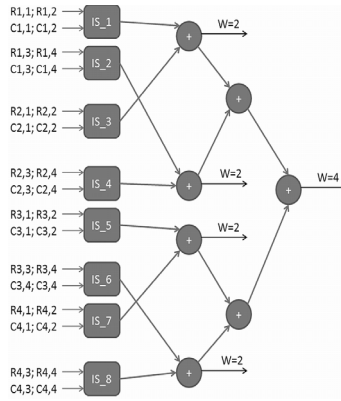 R1,1; R1,2
C1,1; C1,2
IS_1
W=2
R1,3; R1,4
C1,3; C1,4
IS_2
+
R2,1; R2,2
C2,1; C2,2
IS_3
+
R2,3; R2,4
C2,3; C2,4
IS_4
+
W=2
+
W=4
R3,1; R3,2
C3,1; C3,2
IS_5
+
W=2
R3,3; R3,4
C3,4; C3,4
IS_6
R4,1; R4,2
C4,1; C4,2
IS_7
+
R4,3; R4,4
C4,3; C4,4
IS_8
+
W=2